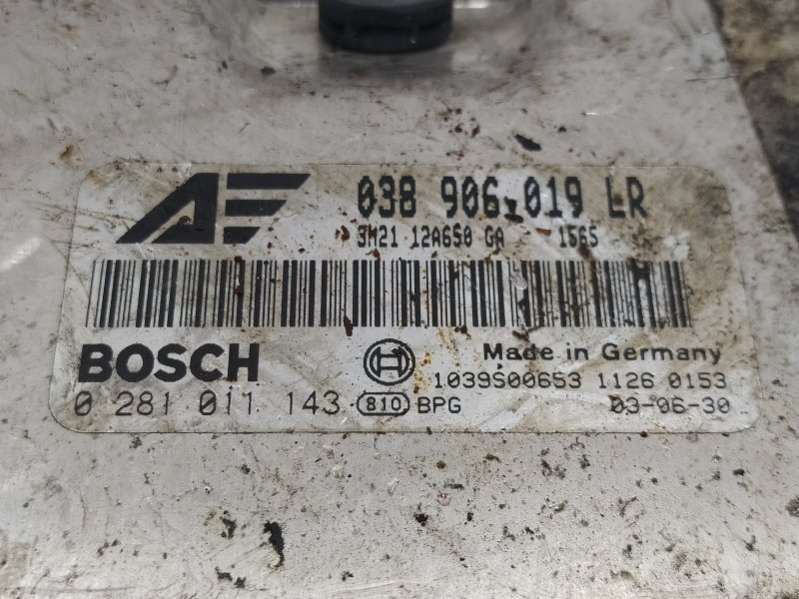 AE 038 906 019 LR
3M21 12A650 GA 1565
BOSCH Made in Germany
1039S00653 1126 0153
0 281 011 143 810 BPG 03-06-30